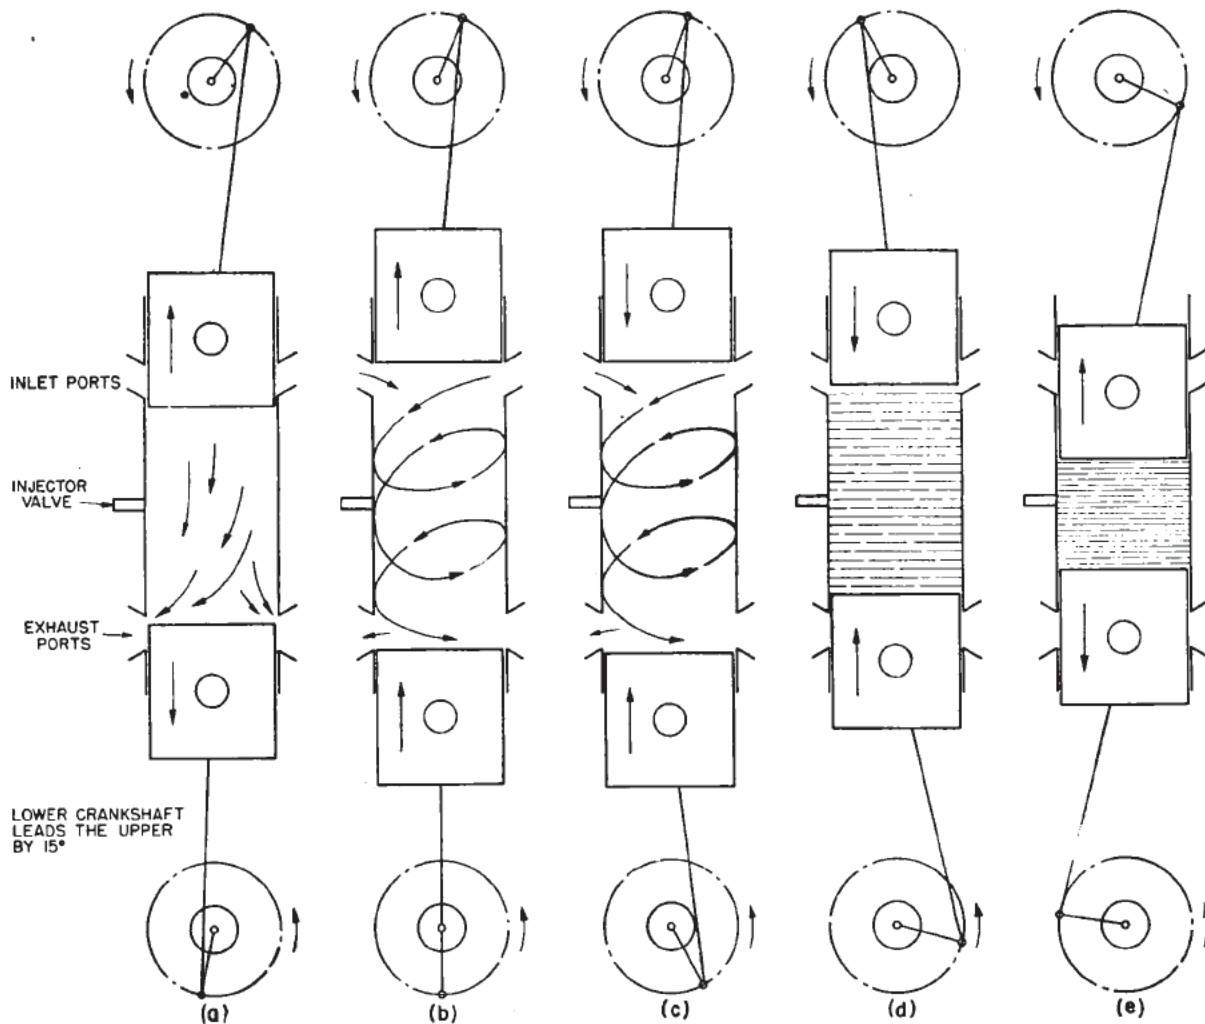 INLET PORTS
INJECTOR
VALVE
EXHAUST
PORTS
LOWER CRANKSHAFT
LEADS THE UPPER
BY 15°
(a)
(b)
(c)
(d)
(e)